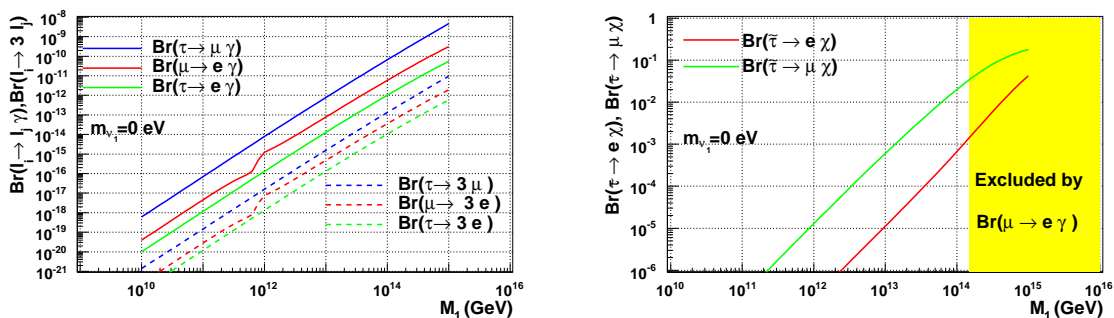 Br(l_i → l_j γ),Br(l_i → 3 l_j)
10^-8
10^-9
10^-10
10^-11
10^-12
10^-13
10^-14
10^-15
10^-16
10^-17
10^-18
10^-19
10^-20
10^-21
Br(τ→ μ γ)
Br(μ→ e γ)
Br(τ→ e γ)
m_ν_1=0 eV
Br(τ→ 3 μ )
Br(μ→ 3 e )
Br(τ→ 3 e )
10^10
10^12
10^14
10^16
M_1 (GeV)
Br(τ̃→ e χ), Br(τ̃→ μ χ)
1
10^-1
10^-2
10^-3
10^-4
10^-5
10^-6
Br(τ̃→ e χ)
Br(τ̃→ μ χ)
m_ν_1=0 eV
Excluded by
Br(μ → e γ )
10^10
10^11
10^12
10^13
10^14
10^15
10^16
M_1 (GeV)